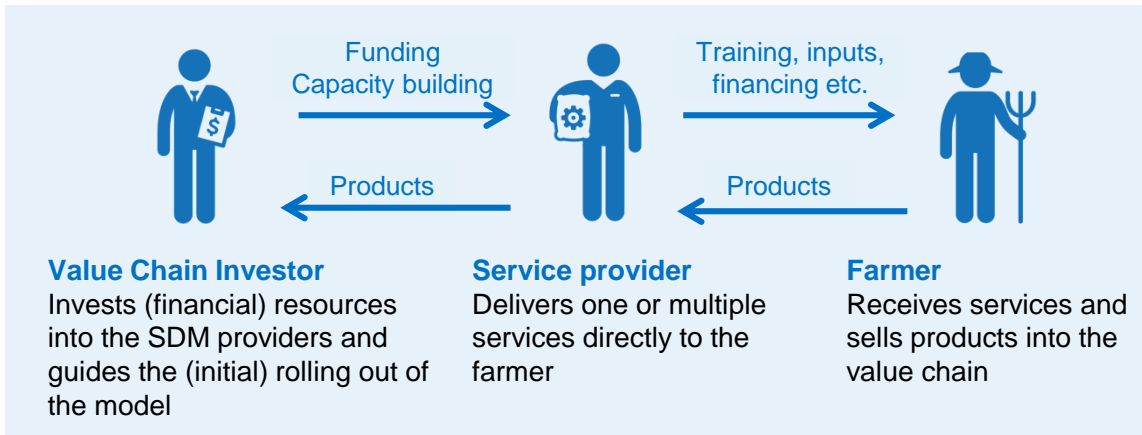 Funding
Capacity building
Training, inputs,
financing etc.
$
Products
Products
Value Chain Investor
Invests (financial) resources
into the SDM providers and
guides the (initial) rolling out of
the model
Service provider
Delivers one or multiple
services directly to the
farmer
Farmer
Receives services and
sells products into the
value chain